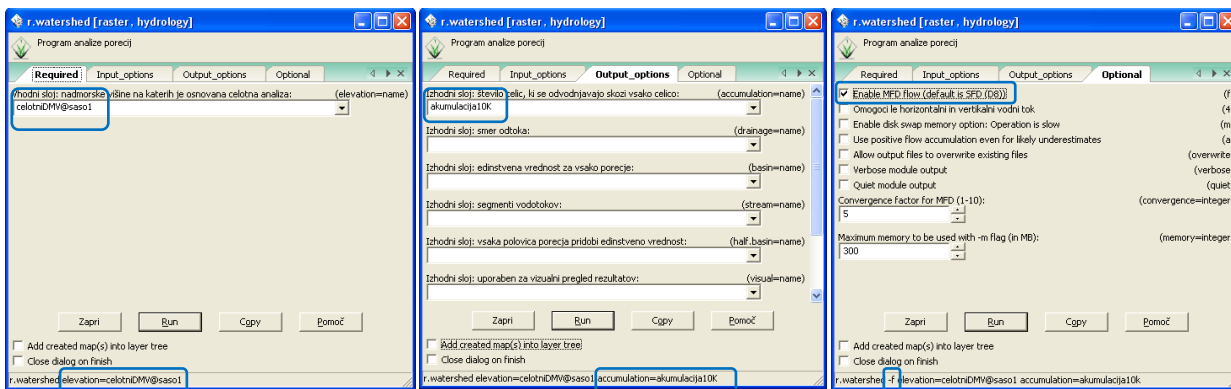 r.watershed [raster, hydrology]
Program analize porecij
Required Input_options Output_options Optional
Vhodni sloj: nadmorske višine na katerih je osnovana celotna analiza: (elevation=name)
celotniDMV@saso1
Zapri Run Copy Pomoč
Add created map(s) into layer tree
Close dialog on finish
r.watershed elevation=celotniDMV@saso1
r.watershed [raster, hydrology]
Program analize porecij
Required Input_options Output_options Optional
Izhodni sloj: število celic, ki se odvodnjavajo skozi vsako celico: (accumulation=name)
akumulacija10K
Izhodni sloj: smer odtoka: (drainage=name)
Izhodni sloj: edinstvena vrednost za vsako porecje: (basin=name)
Izhodni sloj: segmenti vodotokov: (stream=name)
Izhodni sloj: vsaka polovica porecja pridobi edinstveno vrednost: (half.basin=name)
Izhodni sloj: uporaben za vizualni pregled rezultatov: (visual=name)
Zapri Run Copy Pomoč
Add created map(s) into layer tree
Close dialog on finish
r.watershed elevation=celotniDMV@saso1 accumulation=akumulacija10K
r.watershed [raster, hydrology]
Program analize porecij
Required Input_options Output_options Optional
Enable MFD flow (default is SFD (D8)) (f
Omogoci le horizontalni in vertikalni vodni tok (4
Enable disk swap memory option: Operation is slow (m
Use positive flow accumulation even for likely underestimates (a
Allow output files to overwrite existing files (overwrite
Verbose module output (verbose
Quiet module output (quiet
Convergence factor for MFD (1-10): (convergence=integer
5
Maximum memory to be used with -m flag (in MB): (memory=integer
300
Zapri Run Copy Pomoč
Add created map(s) into layer tree
Close dialog on finish
r.watershed -f elevation=celotniDMV@saso1 accumulation=akumulacija10K